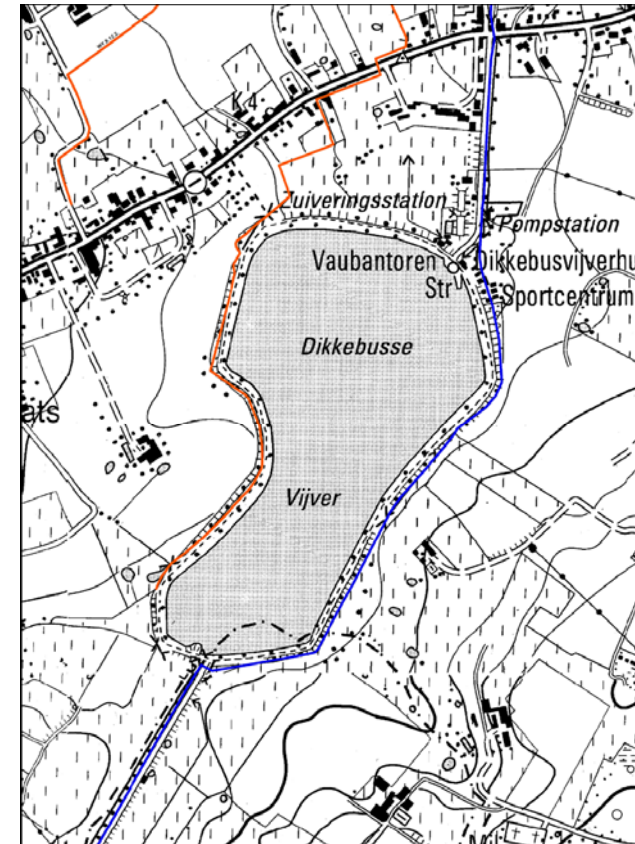 K4
Zuiveringsstation
Pompstation
Vaubantoren
Dikkebusvijverhu
Str
Sportcentrum
Dikkebusse
ats
Vijver